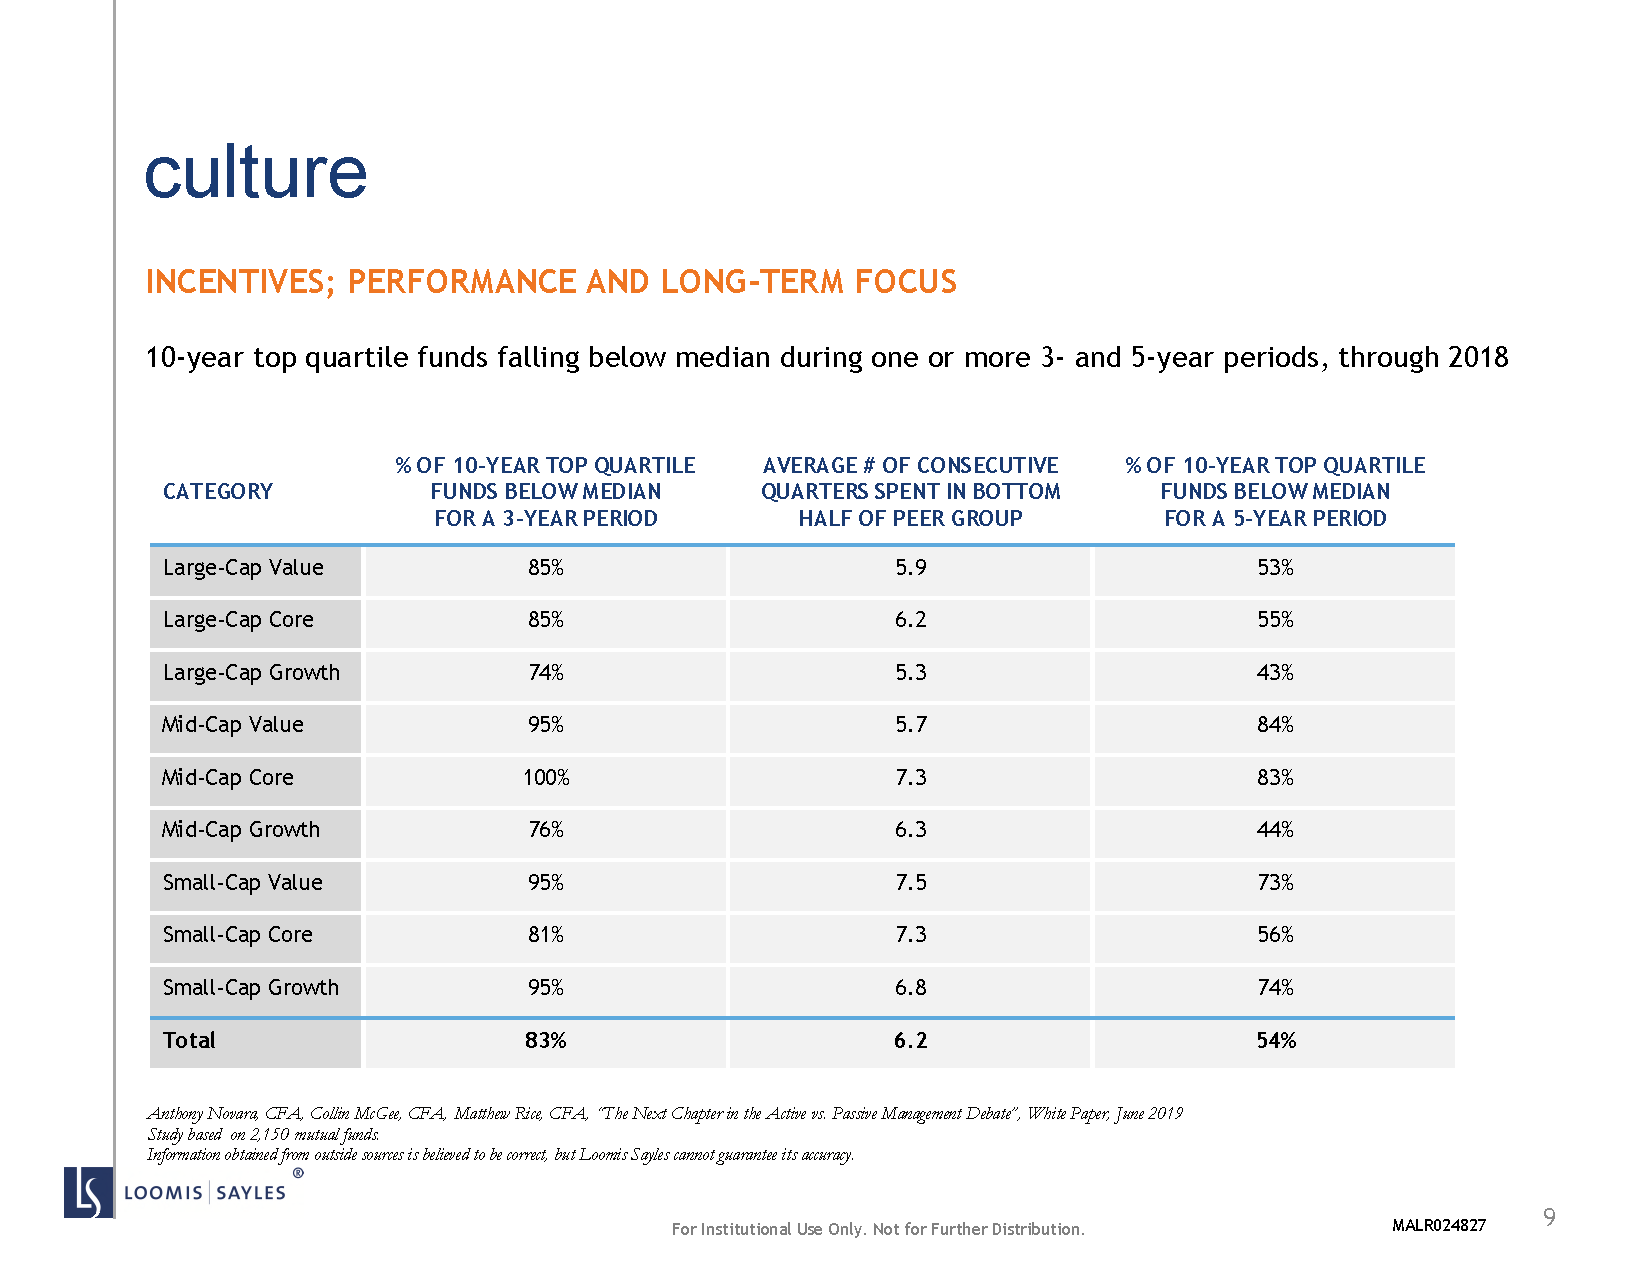 culture
INCENTIVES; PERFORMANCE AND LONG-TERM FOCUS
10-year top quartile funds falling below median during one or more 3- and 5-year periods, through 2018
% OF 10-YEAR TOP QUARTILE AVERAGE # OF CONSECUTIVE % OF 10-YEAR TOP QUARTILE
CATEGORY FUNDS BELOW MEDIAN QUARTERS SPENT IN BOTTOM FUNDS BELOW MEDIAN
FOR A 3-YEAR PERIOD HALF OF PEER GROUP FOR A 5-YEAR PERIOD
Large-Cap Value 85% 5.9 53%
Large-Cap Core 85% 6.2 55%
Large-Cap Growth 74% 5.3 43%
Mid-Cap Value 95% 5.7 84%
Mid-Cap Core 100% 7.3 83%
Mid-Cap Growth 76% 6.3 44%
Small-Cap Value 95% 7.5 73%
Small-Cap Core 81% 7.3 56%
Small-Cap Growth 95% 6.8 74%
Total 83% 6.2 54%
Anthony Novara, CFA, Collin McGee, CFA, Matthew Rice, CFA, "The Next Chapter in the Active vs. Passive Management Debate", White Paper, June 2019
Study based on 2,150 mutual funds.
Information obtained from outside sources is believed to be correct, but Loomis Sayles cannot guarantee its accuracy.
LS LOOMIS | SAYLES ®
For Institutional Use Only. Not for Further Distribution. MALR024827 9